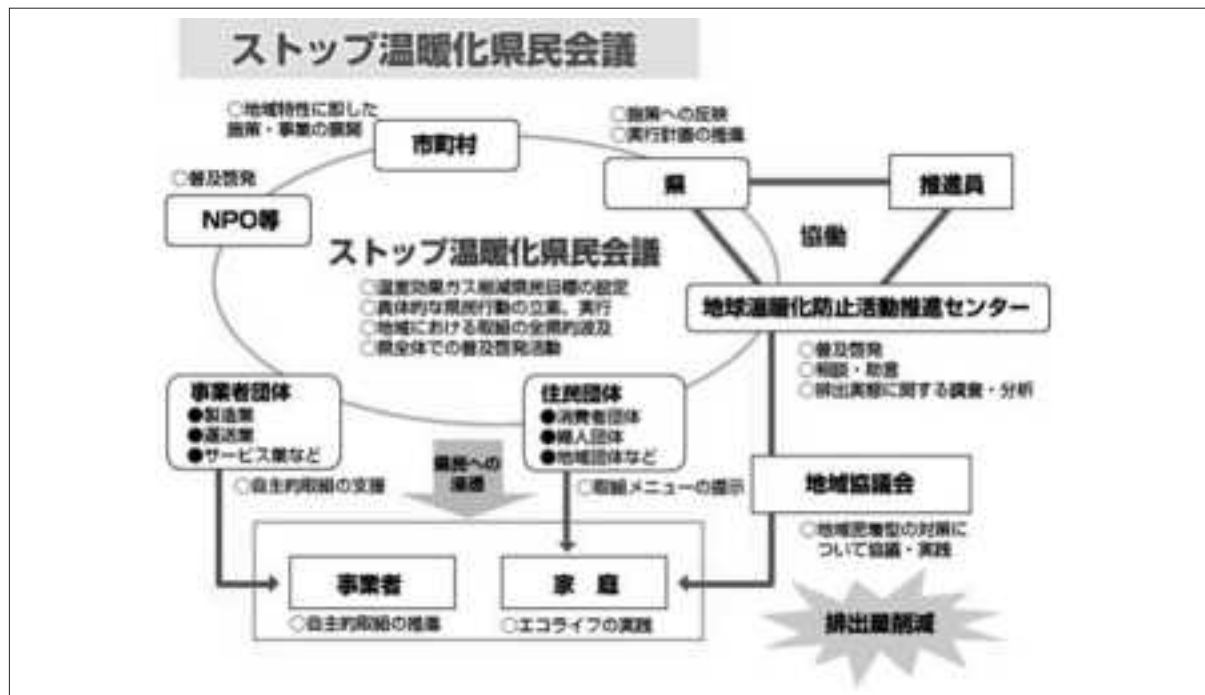 ストップ温暖化県民会議
○地域特性に即した
施策・事業の展開
市町村
○施策への反映
○実行計画の推進
県
推進員
○普及啓発
NPO等
協働
ストップ温暖化県民会議
○温室効果ガス削減県民目標の設定
○具体的な県民行動の立案、実行
○地域における取組の全県的波及
○県全体での普及啓発活動
地球温暖化防止活動推進センター
○普及啓発
○相談・助言
○排出実態に関する調査・分析
事業者団体
●製造業
●運送業
●サービス業など
住民団体
●消費者団体
●婦人団体
●地域団体など
県民への
浸透
○自主的取組の支援
○取組メニューの提示
地域協議会
○地域密着型の対策に
ついて協議・実践
事業者
家 庭
○自主的取組の推進
○エコライフの実践
排出量削減